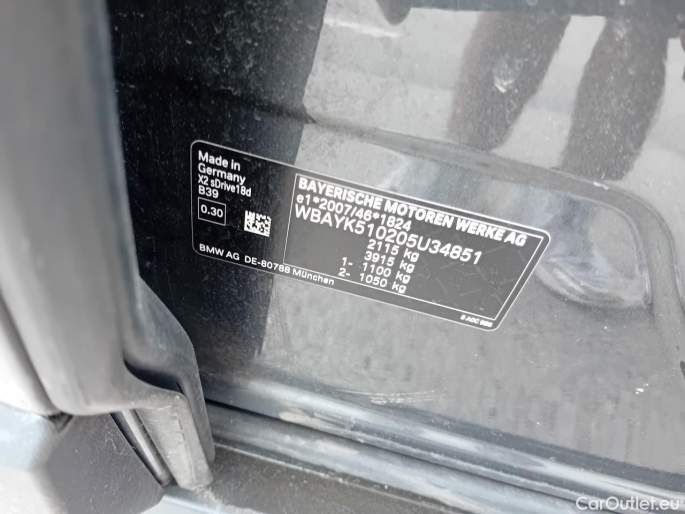 Made in
Germany
X2 sDrive18d
B39
0.30
BMW AG DE-80788 München
BAYERISCHE MOTOREN WERKE AG
e1*2007/46*1824
WBAYK510205U34851
2115 kg
3915 kg
1- 1100 kg
2- 1050 kg
CarOutlet.eu